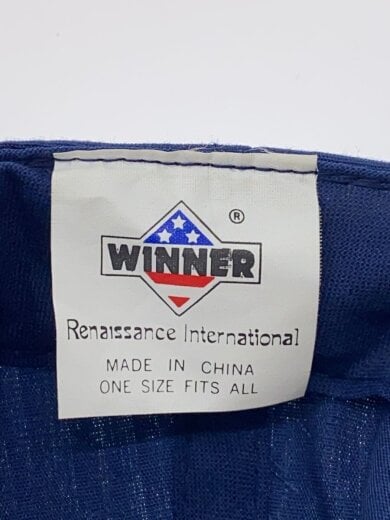 ®
WINNER
Renaissance International
MADE IN CHINA
ONE SIZE FITS ALL